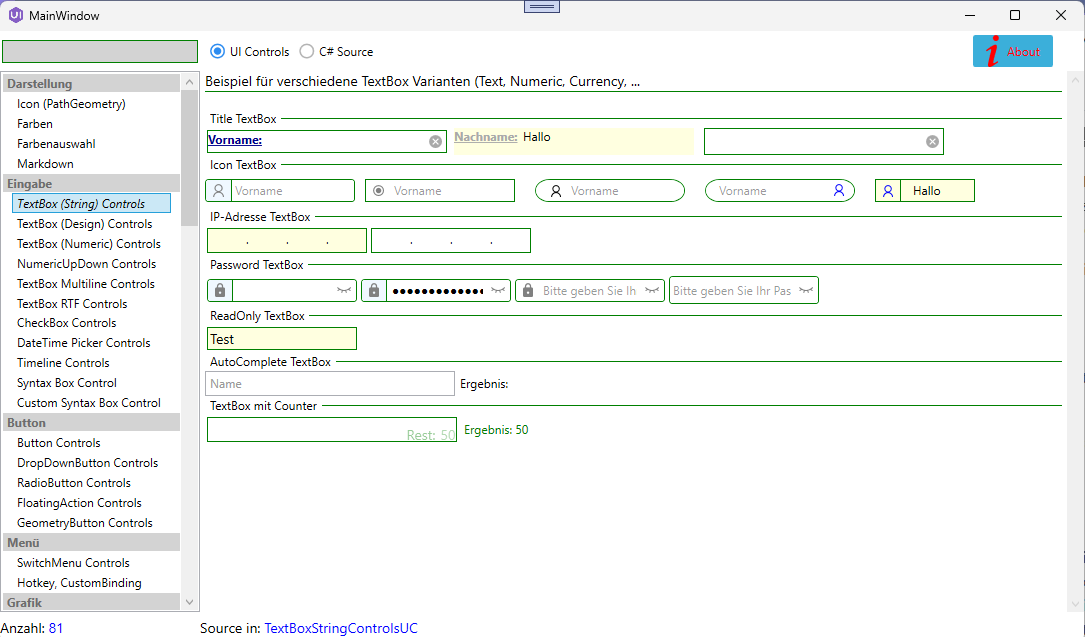 MainWindow
UI Controls C# Source
i About
Darstellung
Icon (PathGeometry)
Farben
Farbenauswahl
Markdown
Eingabe
TextBox (String) Controls
TextBox (Design) Controls
TextBox (Numeric) Controls
NumericUpDown Controls
TextBox Multiline Controls
TextBox RTF Controls
CheckBox Controls
DateTime Picker Controls
Timeline Controls
Syntax Box Control
Custom Syntax Box Control
Button
Button Controls
DropDownButton Controls
RadioButton Controls
FloatingAction Controls
GeometryButton Controls
Menü
SwitchMenu Controls
Hotkey, CustomBinding
Grafik
Beispiel für verschiedene TextBox Varianten (Text, Numeric, Currency, ...
Title TextBox
Vorname: Nachname: Hallo
Icon TextBox
Vorname Vorname Vorname Vorname Hallo
IP-Adresse TextBox
. . . . . .
Password TextBox
●●●●●●●●●●●●● Bitte geben Sie Ih Bitte geben Sie Ihr Pas
ReadOnly TextBox
Test
AutoComplete TextBox
Name Ergebnis:
TextBox mit Counter
Rest: 50 Ergebnis: 50
Anzahl: 81 Source in: TextBoxStringControlsUC